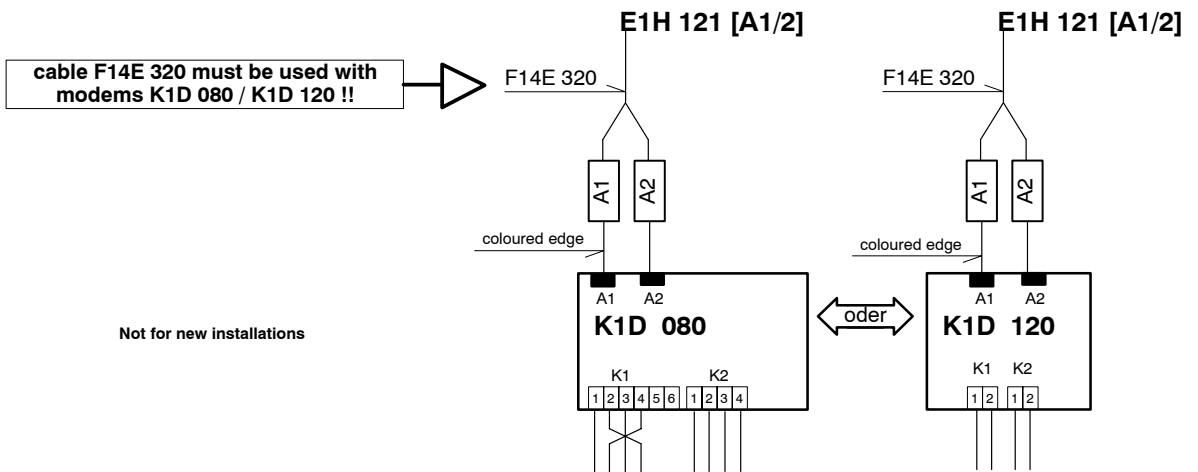 E1H 121 [A1/2]
E1H 121 [A1/2]
cable F14E 320 must be used with
modems K1D 080 / K1D 120 !!
F14E 320
F14E 320
A1
A2
A1
A2
coloured edge
coloured edge
A1 A2
A1 A2
K1D 080
oder
K1D 120
Not for new installations
K1 K2
K1 K2
1 2 3 4 5 6 1 2 3 4
1 2 1 2